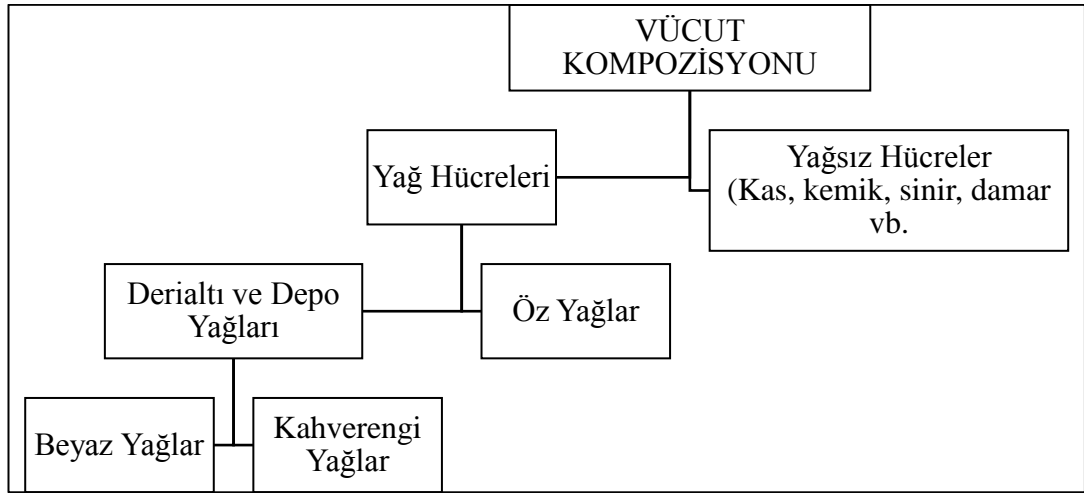 VÜCUT
KOMPOZİSYONU
Yağ Hücreleri
Yağsız Hücreler
(Kas, kemik, sinir, damar
vb.
Derialtı ve Depo
Yağları
Öz Yağlar
Beyaz Yağlar
Kahverengi
Yağlar